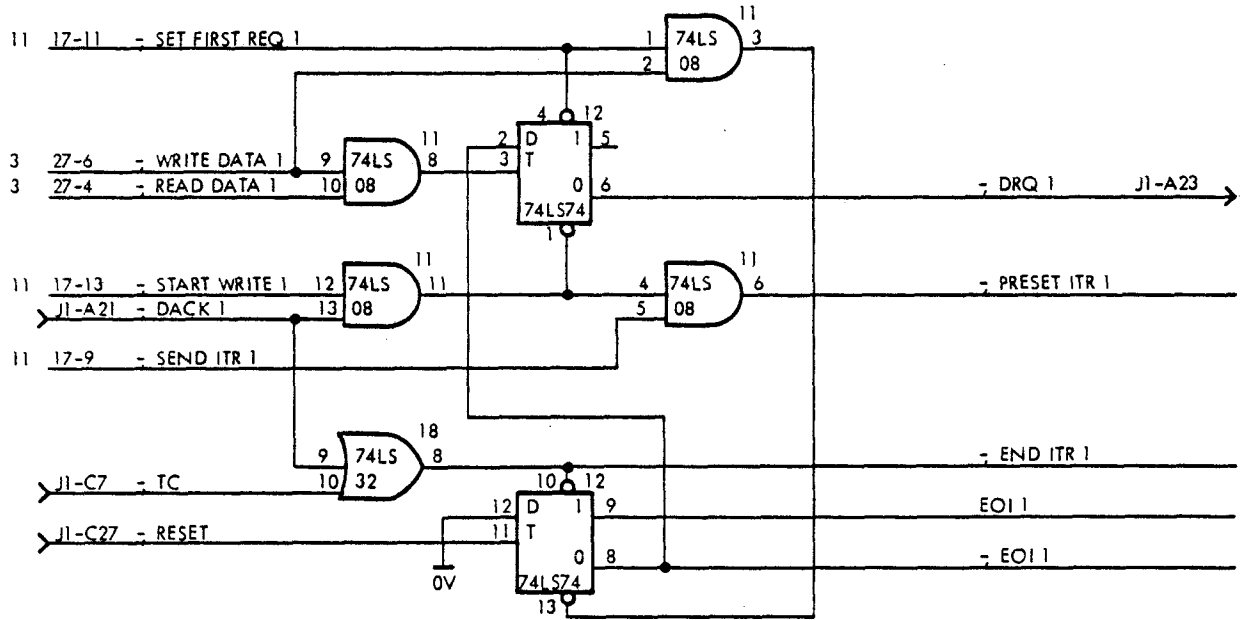 11
11 17-11 -, SET FIRST REQ 1 1 74LS 3
2 08
4 12
11 2 D 1 5
3 27-6 -, WRITE DATA 1 9 74LS 8 3 T
3 27-4 -, READ DATA 1 10 08 0 6 -, DRQ 1 J1-A23
74LS74
1
11 11
11 17-13 -, START WRITE 1 12 74LS 11 4 74LS 6 -, PRESET ITR 1
J1-A21 -, DACK 1 13 08 5 08
11 17-9 -, SEND ITR 1
18
9 74LS 8 -, END ITR 1
J1-C7 -, TC 10 32 10 12
12 D 1 9 EOI 1
J1-C27 -, RESET 11 T
0 8 -, EOI 1
0V 74LS74
13